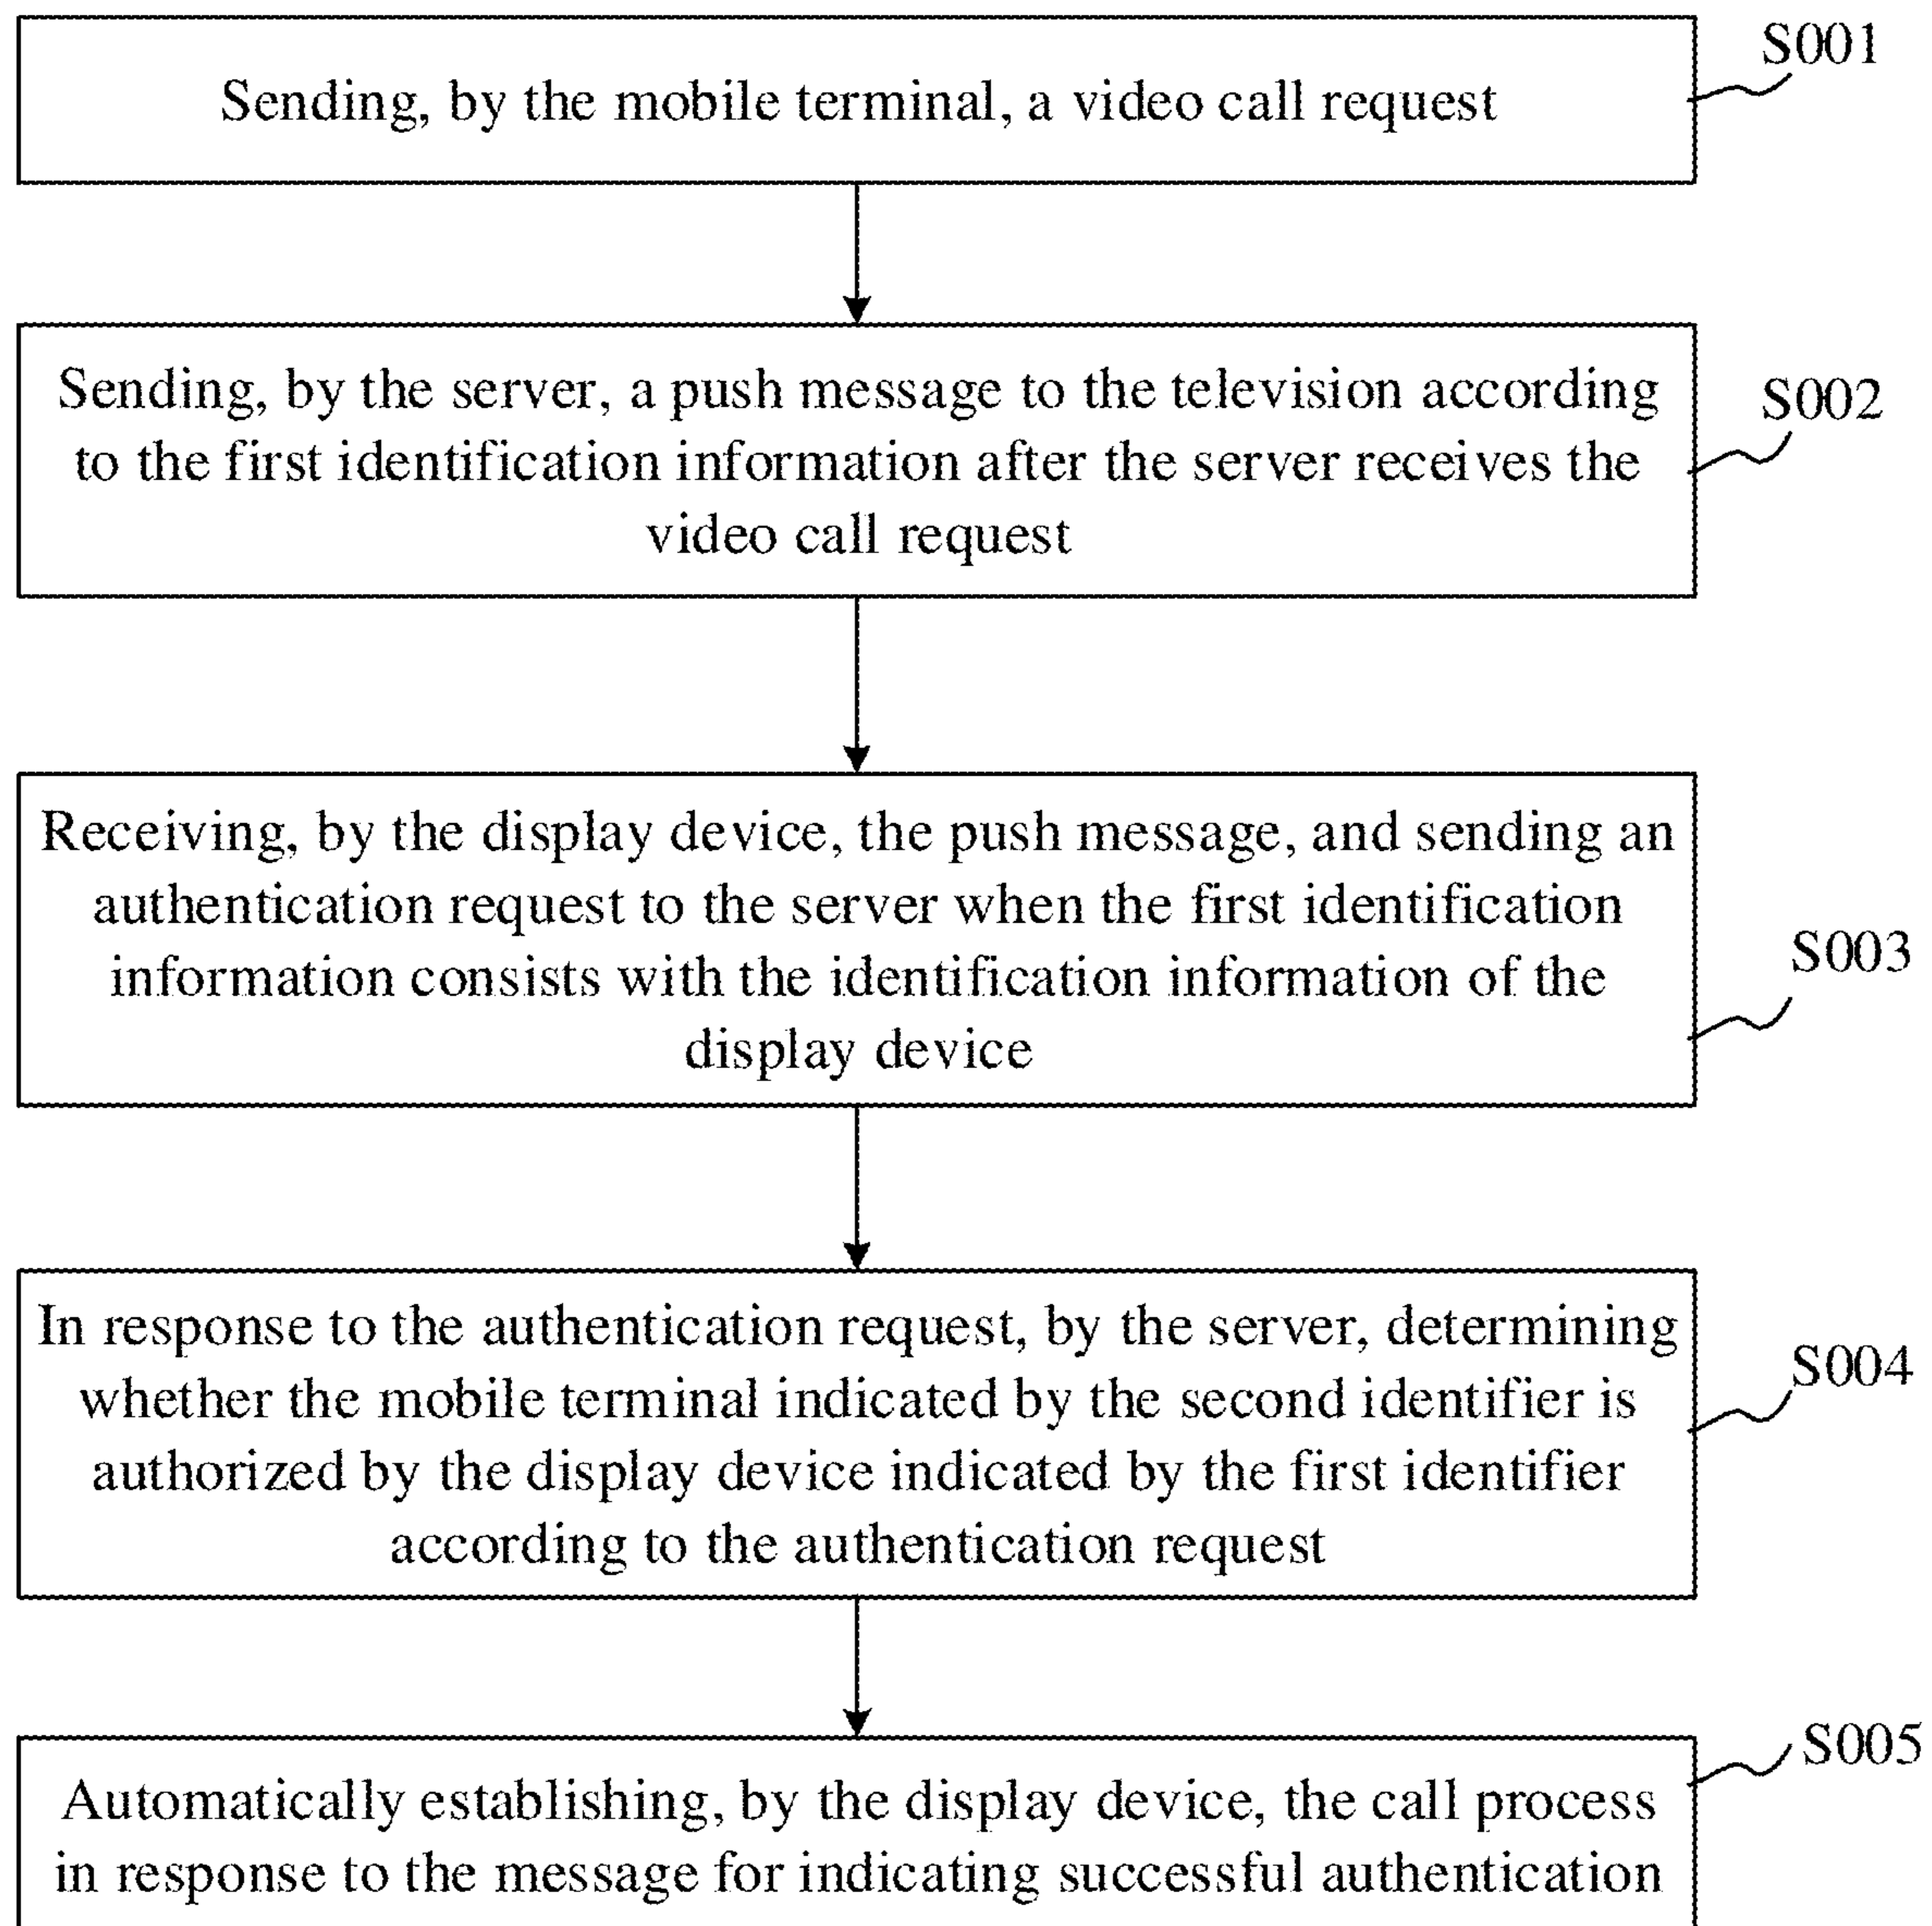 S001
Sending, by the mobile terminal, a video call request
Sending, by the server, a push message to the television according
to the first identification information after the server receives the
video call request
S002
Receiving, by the display device, the push message, and sending an
authentication request to the server when the first identification
information consists with the identification information of the
display device
S003
In response to the authentication request, by the server, determining
whether the mobile terminal indicated by the second identifier is
authorized by the display device indicated by the first identifier
according to the authentication request
S004
S005
Automatically establishing, by the display device, the call process
in response to the message for indicating successful authentication